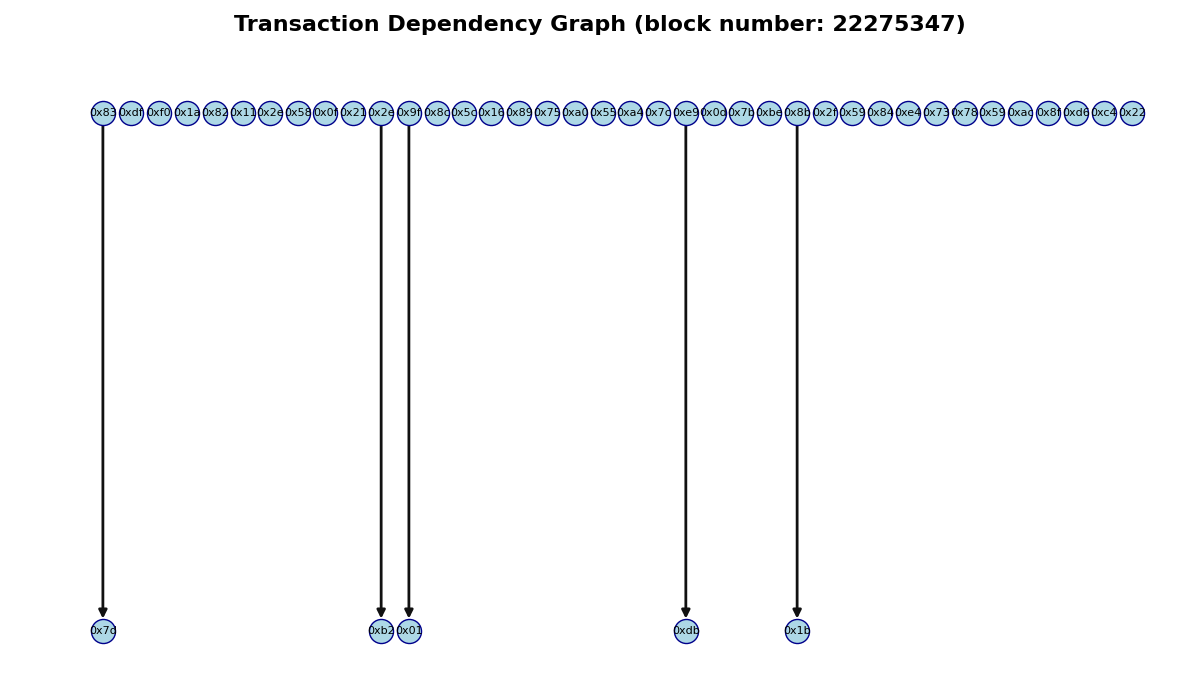 Transaction Dependency Graph (block number: 22275347)
0x83 0xdf 0xf0 0x1a 0x82 0x11 0x2e 0x58 0x0f 0x21 0x2e 0x9f 0x8c 0x5c 0x16 0x89 0x75 0xa0 0x55 0xa4 0x7c 0xe9 0x0d 0x7b 0xbe 0x8b 0x2f 0x59 0x84 0xe4 0x73 0x78 0x59 0xac 0x8f 0xd6 0xc4 0x22
0x7d 0xb2 0x01 0xdb 0x1b